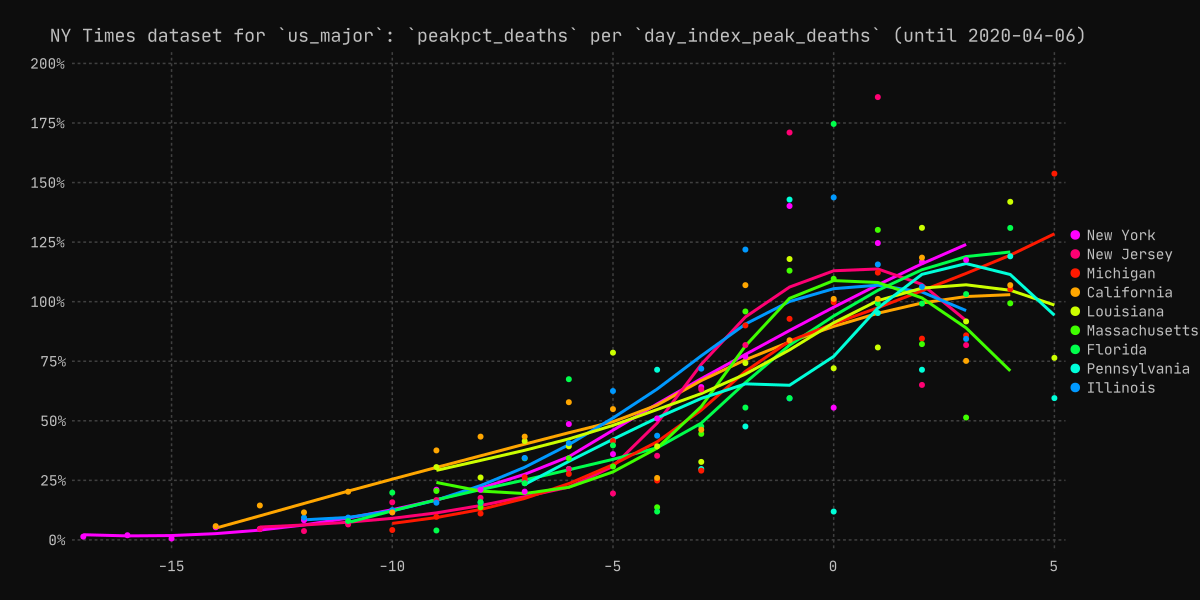 NY Times dataset for `us_major`: `peakpct_deaths` per `day_index_peak_deaths` (until 2020-04-06)
200%
175%
150%
125%
100%
75%
50%
25%
0%
-15
-10
-5
0
5
New York
New Jersey
Michigan
California
Louisiana
Massachusetts
Florida
Pennsylvania
Illinois